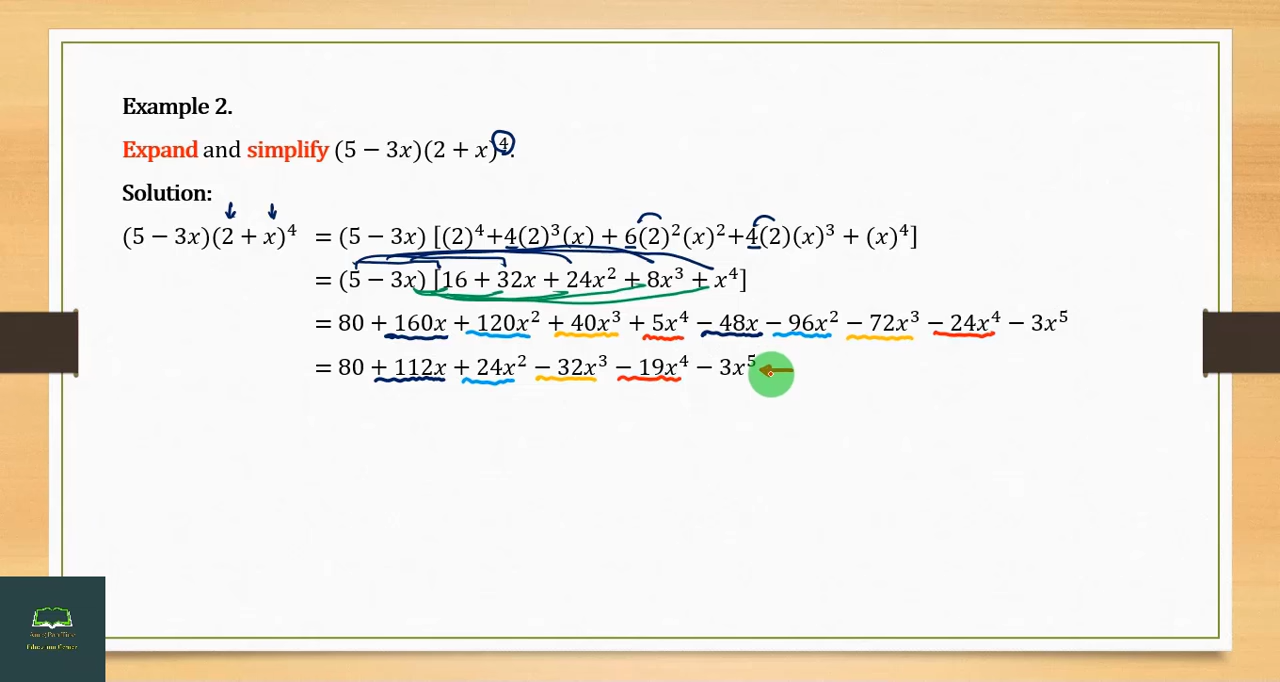 Example 2.
Expand and simplify (5 − 3x)(2 + x)⁴.
Solution:
(5 − 3x)(2 + x)⁴ = (5 − 3x) [(2)⁴+4(2)³(x) + 6(2)²(x)²+4(2)(x)³ + (x)⁴]
= (5 − 3x) [16 + 32x + 24x² + 8x³ + x⁴]
= 80 + 160x + 120x² + 40x³ + 5x⁴ − 48x − 96x² − 72x³ − 24x⁴ − 3x⁵
= 80 + 112x + 24x² − 32x³ − 19x⁴ − 3x⁵
Education Center